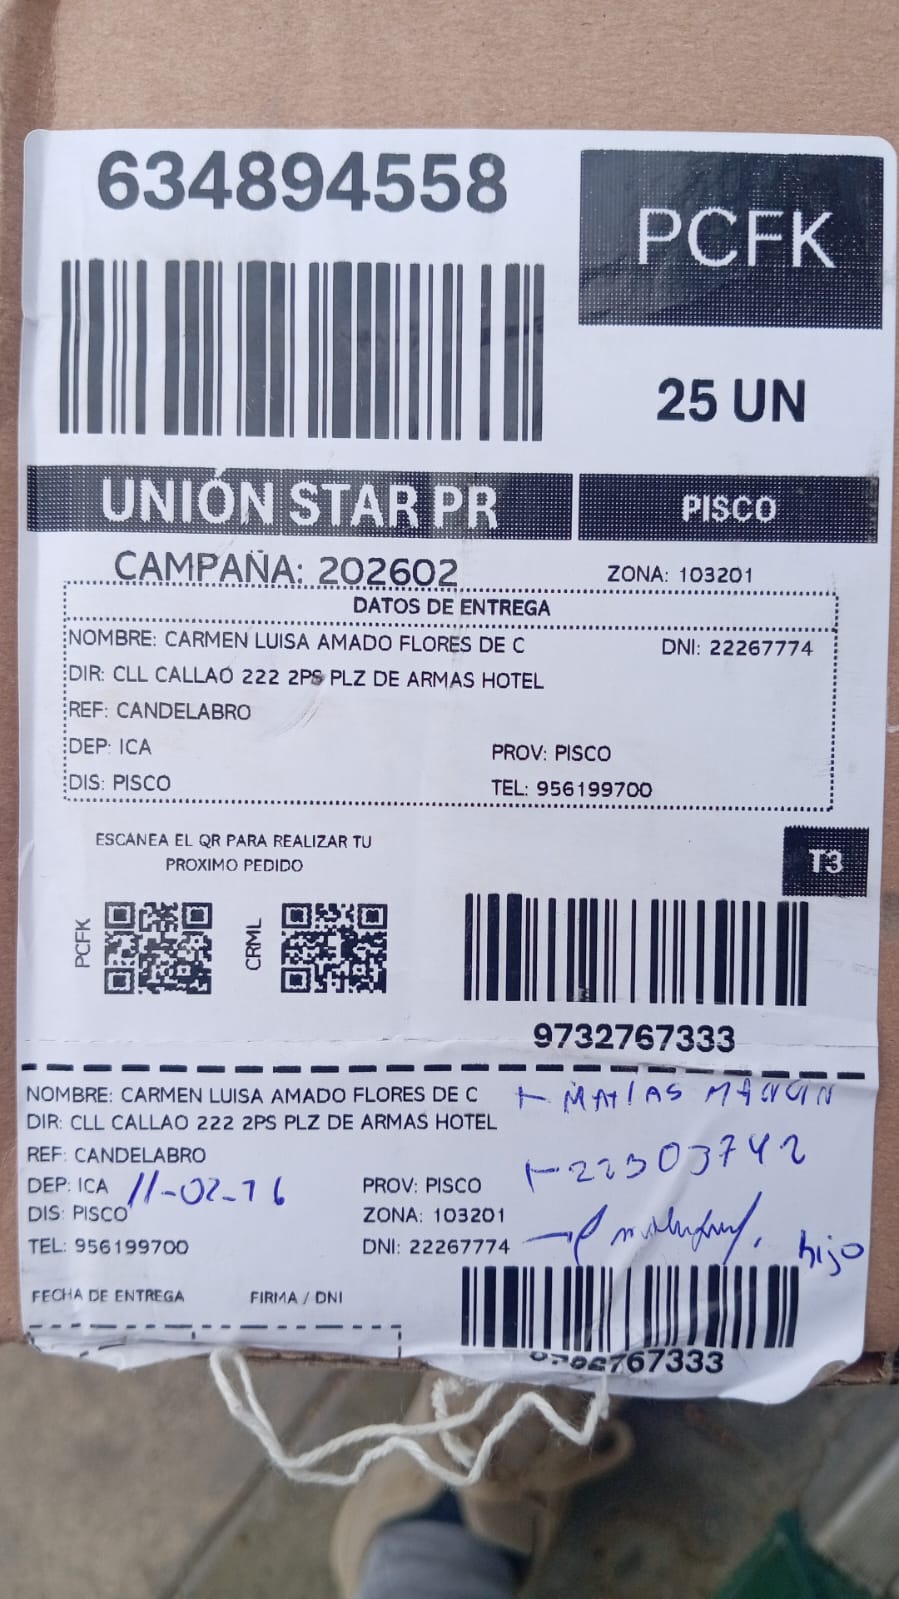 634894558
PCFK
25 UN
UNIÓN STAR PR
PISCO
CAMPAÑA: 202602
ZONA: 103201
DATOS DE ENTREGA
NOMBRE: CARMEN LUISA AMADO FLORES DE C
DNI: 22267774
DIR: CLL CALLAO 222 2PS PLZ DE ARMAS HOTEL
REF: CANDELABRO
DEP: ICA
PROV: PISCO
DIS: PISCO
TEL: 956199700
ESCANEA EL QR PARA REALIZAR TU
PROXIMO PEDIDO
T3
PCFK
CRML
9732767333
NOMBRE: CARMEN LUISA AMADO FLORES DE C
MATIAS
DIR: CLL CALLAO 222 2PS PLZ DE ARMAS HOTEL
REF: CANDELABRO
22303742
DEP: ICA
PROV: PISCO
DIS: PISCO
ZONA: 103201
TEL: 956199700
DNI: 22267774
hijo
FECHA DE ENTREGA
FIRMA / DNI
767333